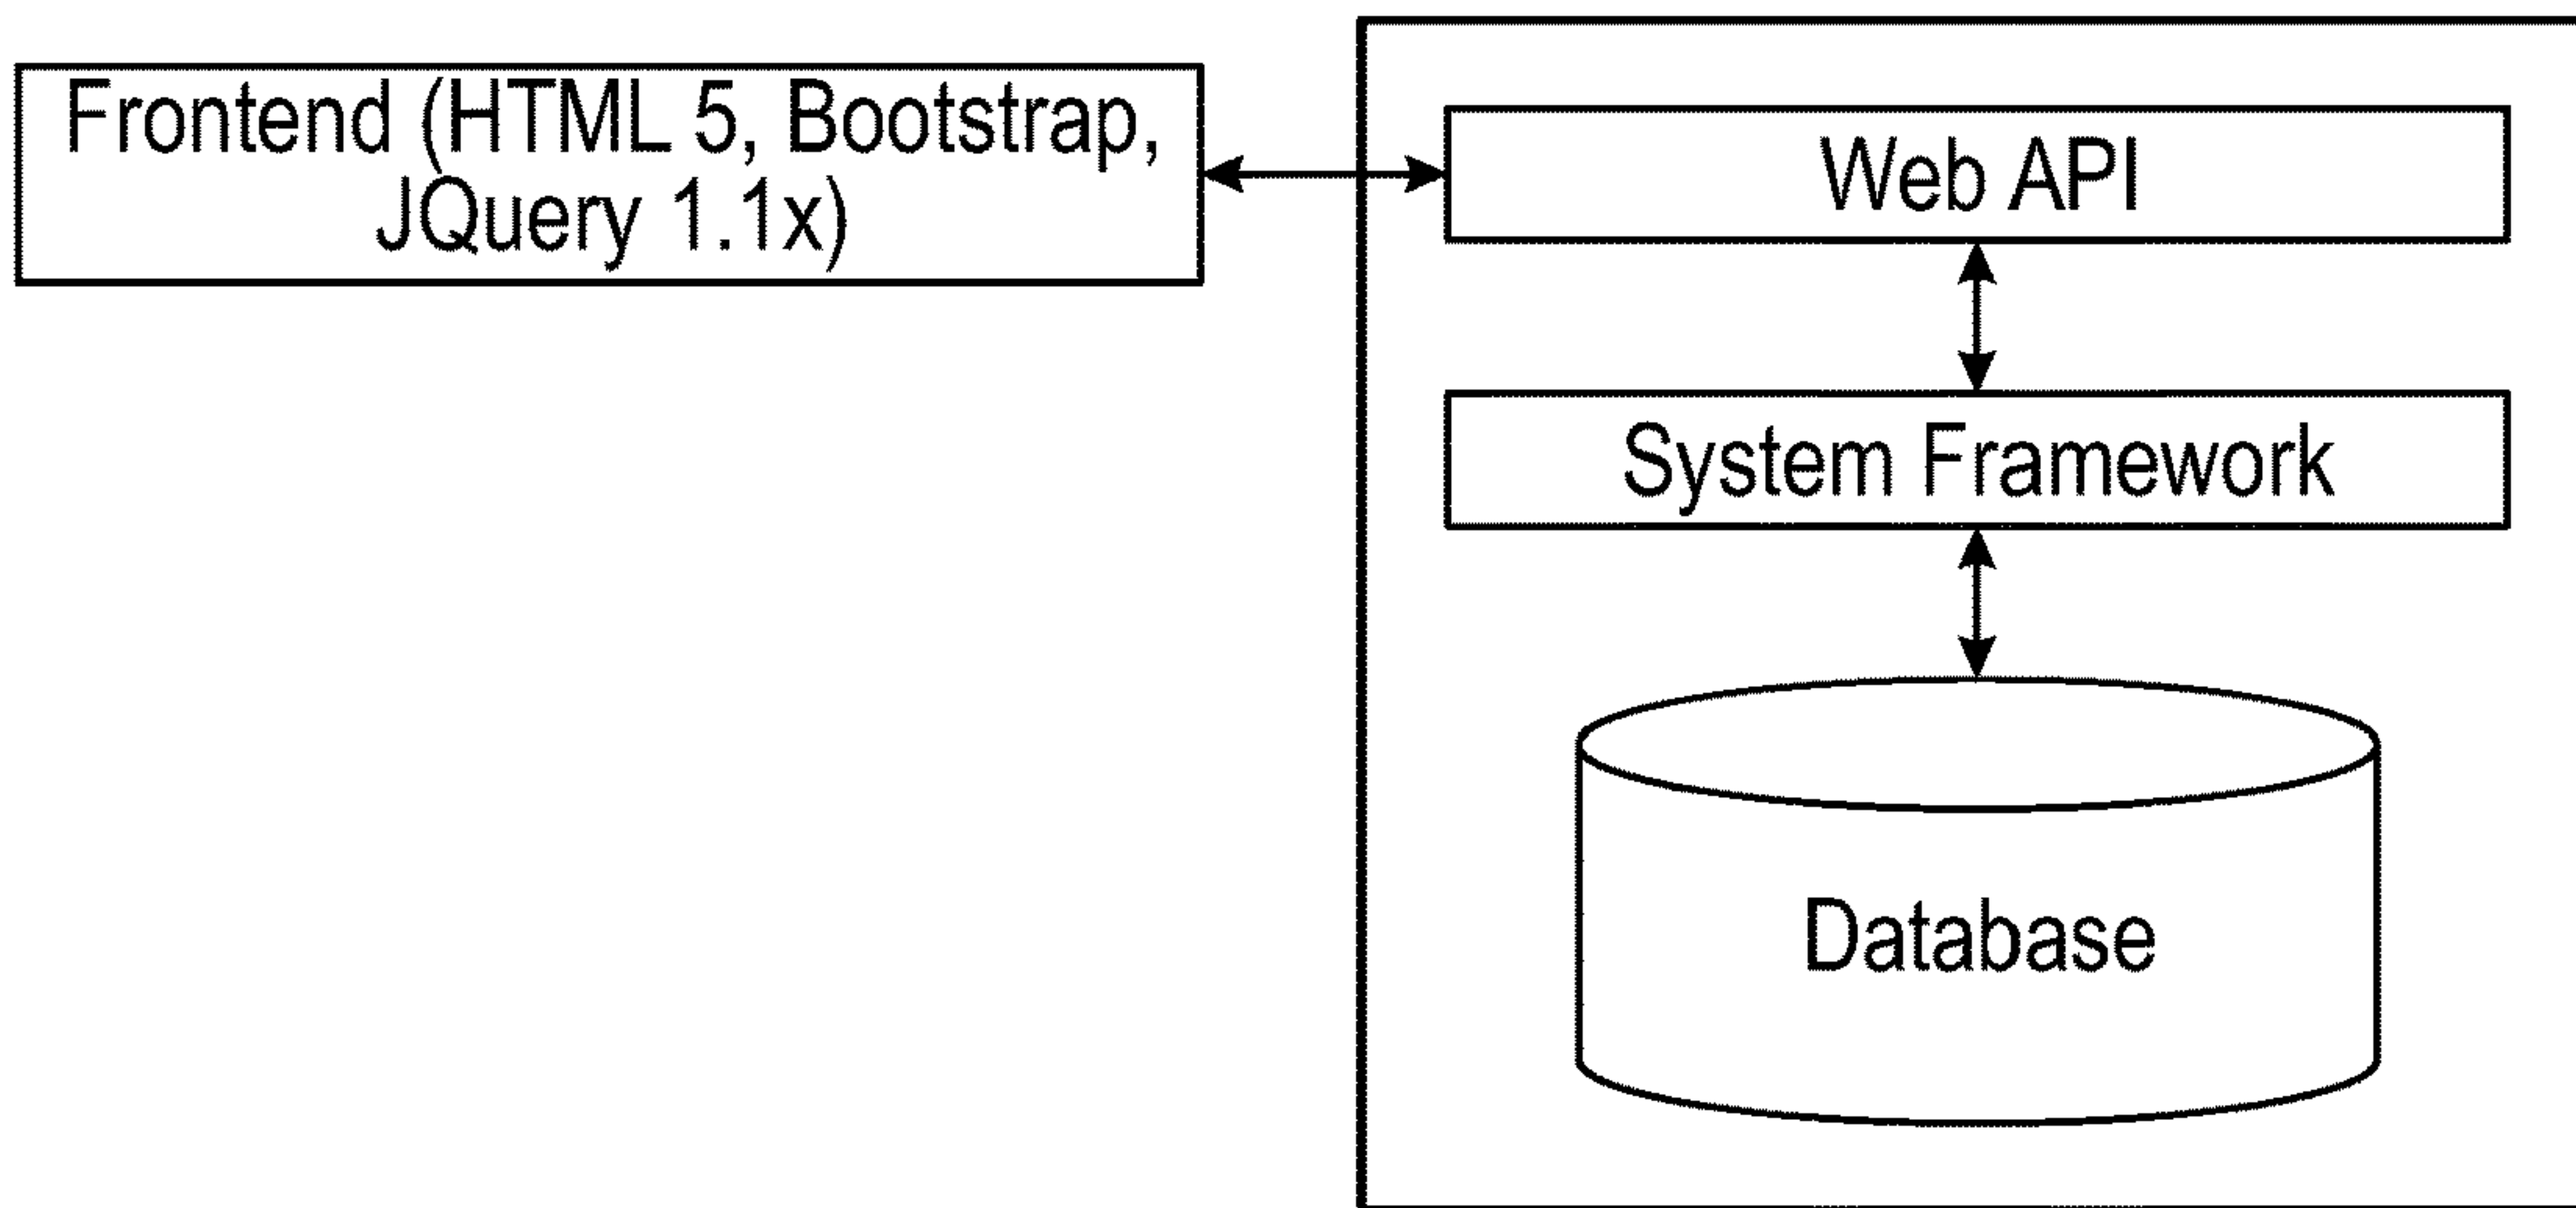 Frontend (HTML 5, Bootstrap,
JQuery 1.1x)
Web API
System Framework
Database